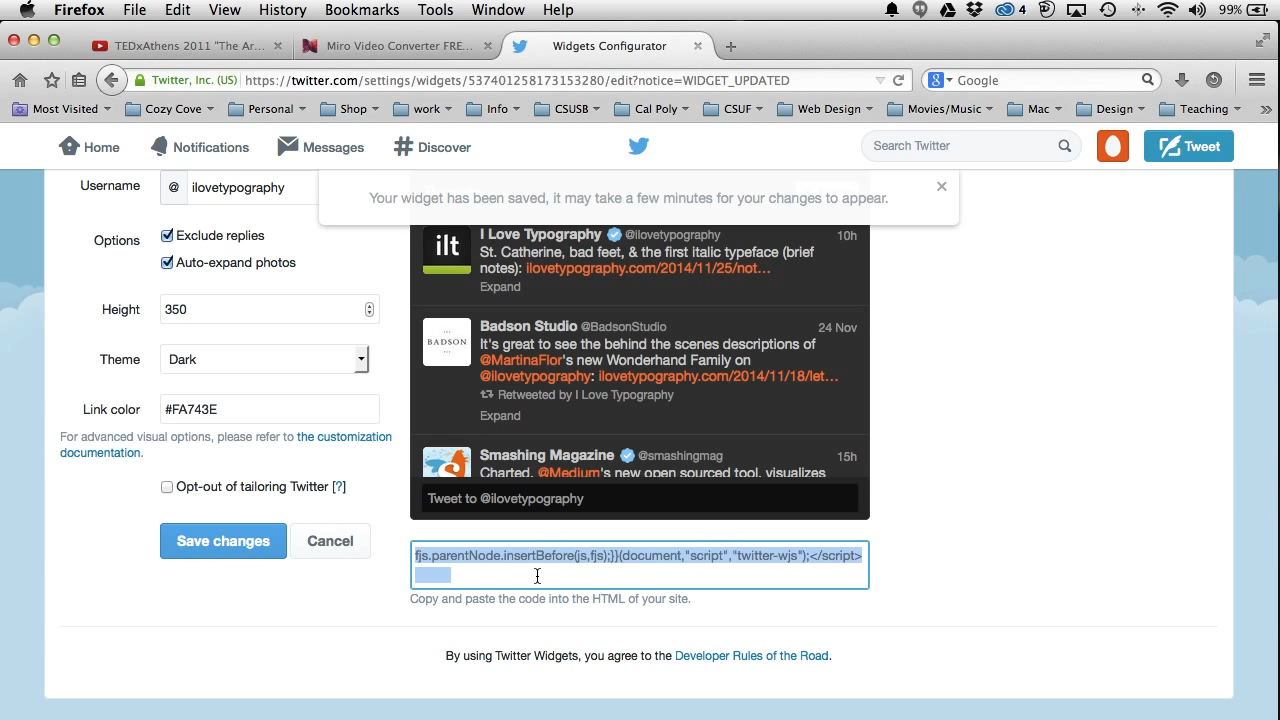 Firefox File Edit View History Bookmarks Tools Window Help 4 99%
TEDxAthens 2011 "The Ar... × Miro Video Converter FRE... × Widgets Configurator × +
Twitter, Inc. (US) https://twitter.com/settings/widgets/537401258173153280/edit?notice=WIDGET_UPDATED Google
Most Visited Cozy Cove Personal Shop work Info CSUSB Cal Poly CSUF Web Design Movies/Music Mac Design Teaching »
Home Notifications Messages Discover Search Twitter Tweet
Username @ ilovetypography
Your widget has been saved, it may take a few minutes for your changes to appear. ×
Options
Exclude replies
Auto-expand photos
Height 350
Theme Dark
Link color #FA743E
For advanced visual options, please refer to the customization
documentation.
Opt-out of tailoring Twitter [?]
Save changes Cancel
ilt
I Love Typography @ilovetypography 10h
St. Catherine, bad feet, & the first italic typeface (brief
notes): ilovetypography.com/2014/11/25/not...
Expand
BADSON
Badson Studio @BadsonStudio 24 Nov
It's great to see the behind the scenes descriptions of
@MartinaFlor's new Wonderhand Family on
@ilovetypography: ilovetypography.com/2014/11/18/let...
Retweeted by I Love Typography
Expand
Smashing Magazine @smashingmag 15h
Charted, @Medium's new open sourced tool, visualizes
Tweet to @ilovetypography
fjs.parentNode.insertBefore(js,fjs);}}(document,"script","twitter-wjs");</script>
Copy and paste the code into the HTML of your site.
By using Twitter Widgets, you agree to the Developer Rules of the Road.